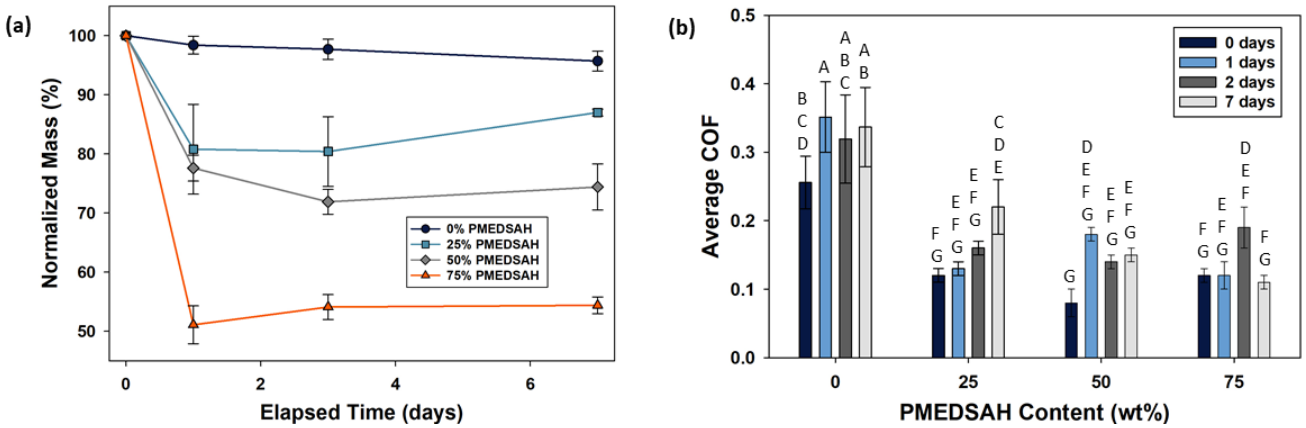 (a)
Normalized Mass (%)
100
90
80
70
60
50
0
2
4
6
Elapsed Time (days)
0% PMEDSAH
25% PMEDSAH
50% PMEDSAH
75% PMEDSAH
(b)
Average COF
0.5
0.4
0.3
0.2
0.1
0.0
0 days
1 days
2 days
7 days
B
C
D
A
A
B
C
A
B
F
G
E
F
G
E
F
G
C
D
E
G
D
E
F
G
E
F
G
E
F
G
F
G
E
F
G
D
E
F
F
G
0
25
50
75
PMEDSAH Content (wt%)